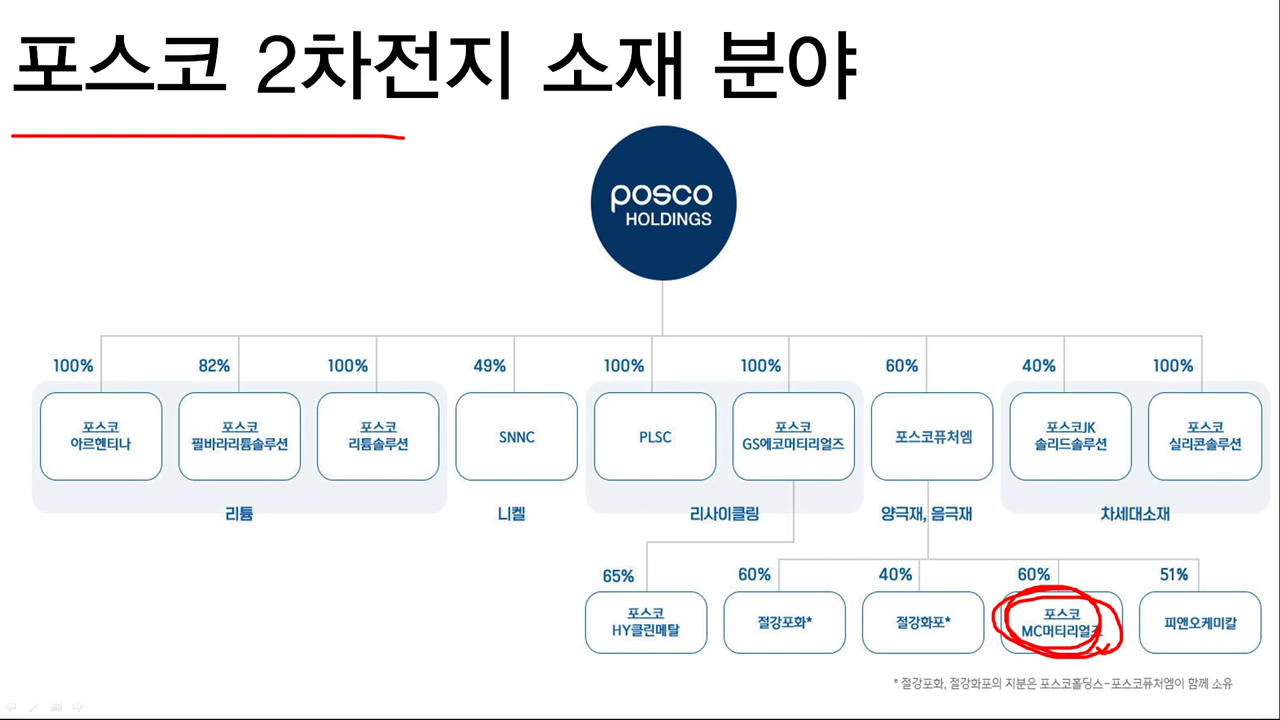 포스코 2차전지 소재 분야
posco
HOLDINGS
100%
82%
100%
49%
100%
100%
60%
40%
100%
포스코
아르헨티나
포스코
필바라리튬솔루션
포스코
리튬솔루션
SNNC
PLSC
포스코
GS에코머티리얼즈
포스코퓨처엠
포스코JK
솔리드솔루션
포스코
실리콘솔루션
리튬
니켈
리사이클링
양극재, 음극재
차세대소재
65%
60%
40%
60%
51%
포스코
HY클린메탈
절강포화*
절강화포*
포스코
MC머티리얼즈
피앤오케미칼
* 절강포화, 절강화포의 지분은 포스코홀딩스-포스코퓨처엠이 함께 소유